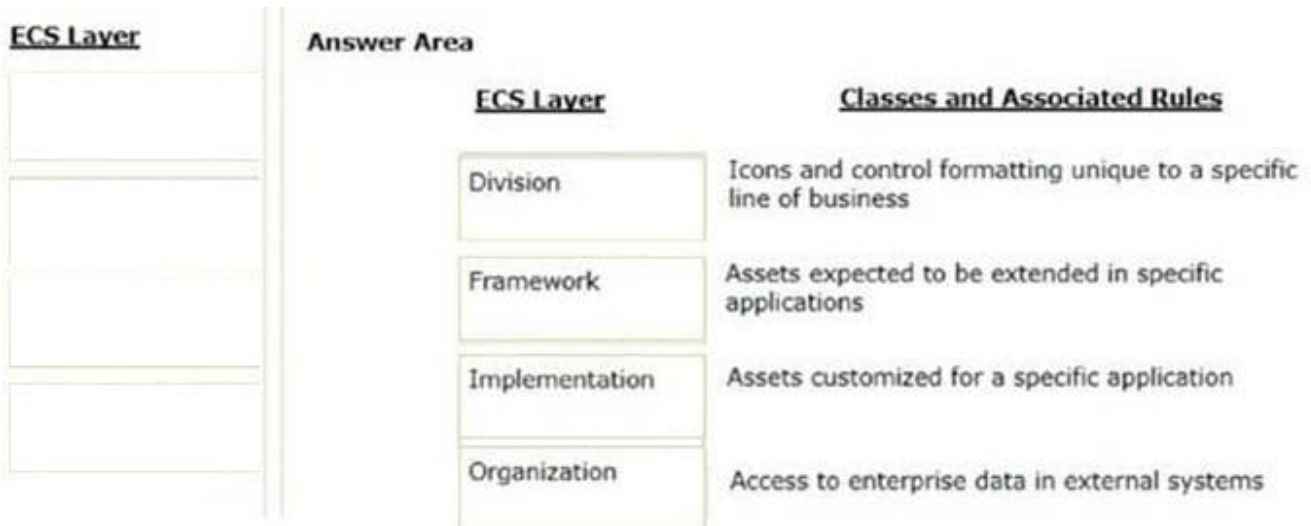 ECS Layer
Answer Area
ECS Layer
Classes and Associated Rules
Division
Icons and control formatting unique to a specific
line of business
Framework
Assets expected to be extended in specific
applications
Implementation
Assets customized for a specific application
Organization
Access to enterprise data in external systems